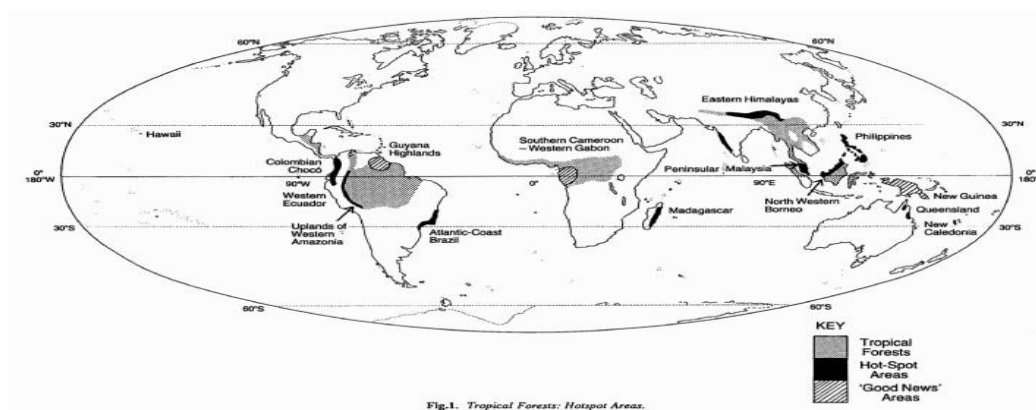 60°N
60°N
Eastern Himalayas
30°N
30°N
Hawaii
Guyana
Highlands
Southern Cameroon
– Western Gabon
Philippines
Colombian
Chocó
Peninsular Malaysia
0°
180°W
90°W
0°
90°E
0°
180°
Western
Ecuador
North Western
Borneo
New Guinea
Madagascar
Queensland
Uplands of
Western
Amazonia
Atlantic-Coast
Brazil
New
Caledonia
30°S
30°S
60°S
60°S
KEY
Tropical
Forests
Hot-Spot
Areas
'Good News'
Areas
Fig.1. Tropical Forests: Hotspot Areas.